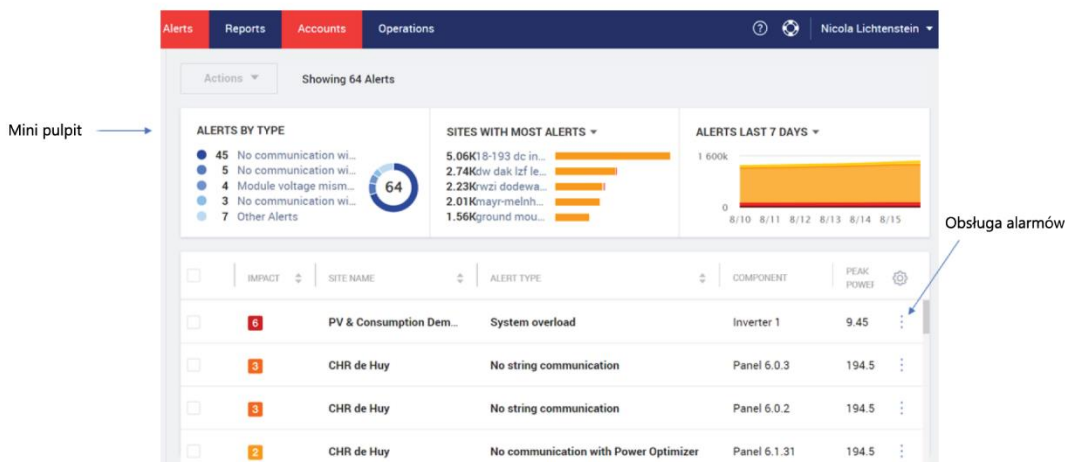 Alerts Reports Accounts Operations ? Nicola Lichtenstein
Actions Showing 64 Alerts
Mini pulpit
ALERTS BY TYPE
45 No communication wi...
5 No communication wi...
4 Module voltage mism...
3 No communication wi...
7 Other Alerts
64
SITES WITH MOST ALERTS
5.06K18-193 dc in...
2.74Kdw dak lzf le...
2.23Krwzi dodewa...
2.01Kmayr-melnh...
1.56Kground mou...
ALERTS LAST 7 DAYS
1 600k
0
8/10 8/11 8/12 8/13 8/14 8/15
Obsługa alarmów
IMPACT SITE NAME ALERT TYPE COMPONENT PEAK
POWER
6 PV & Consumption Dem... System overload Inverter 1 9.45
3 CHR de Huy No string communication Panel 6.0.3 194.5
3 CHR de Huy No string communication Panel 6.0.2 194.5
2 CHR de Huy No communication with Power Optimizer Panel 6.1.31 194.5